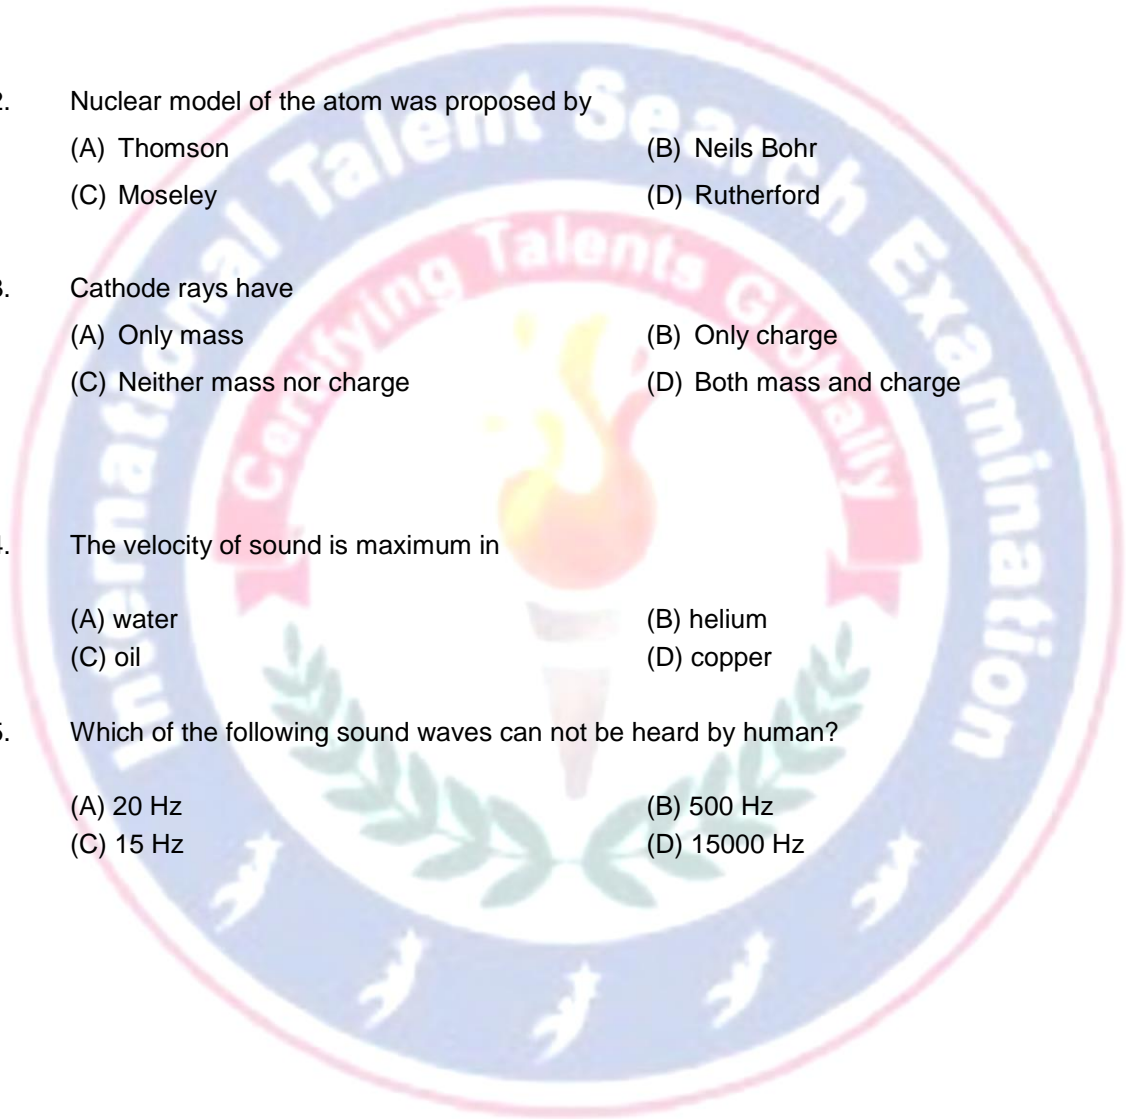 International Talent Search Examination
Certifying Talents Globally
2. Nuclear model of the atom was proposed by
(A) Thomson (B) Neils Bohr
(C) Moseley (D) Rutherford
3. Cathode rays have
(A) Only mass (B) Only charge
(C) Neither mass nor charge (D) Both mass and charge
4. The velocity of sound is maximum in
(A) water (B) helium
(C) oil (D) copper
5. Which of the following sound waves can not be heard by human?
(A) 20 Hz (B) 500 Hz
(C) 15 Hz (D) 15000 Hz